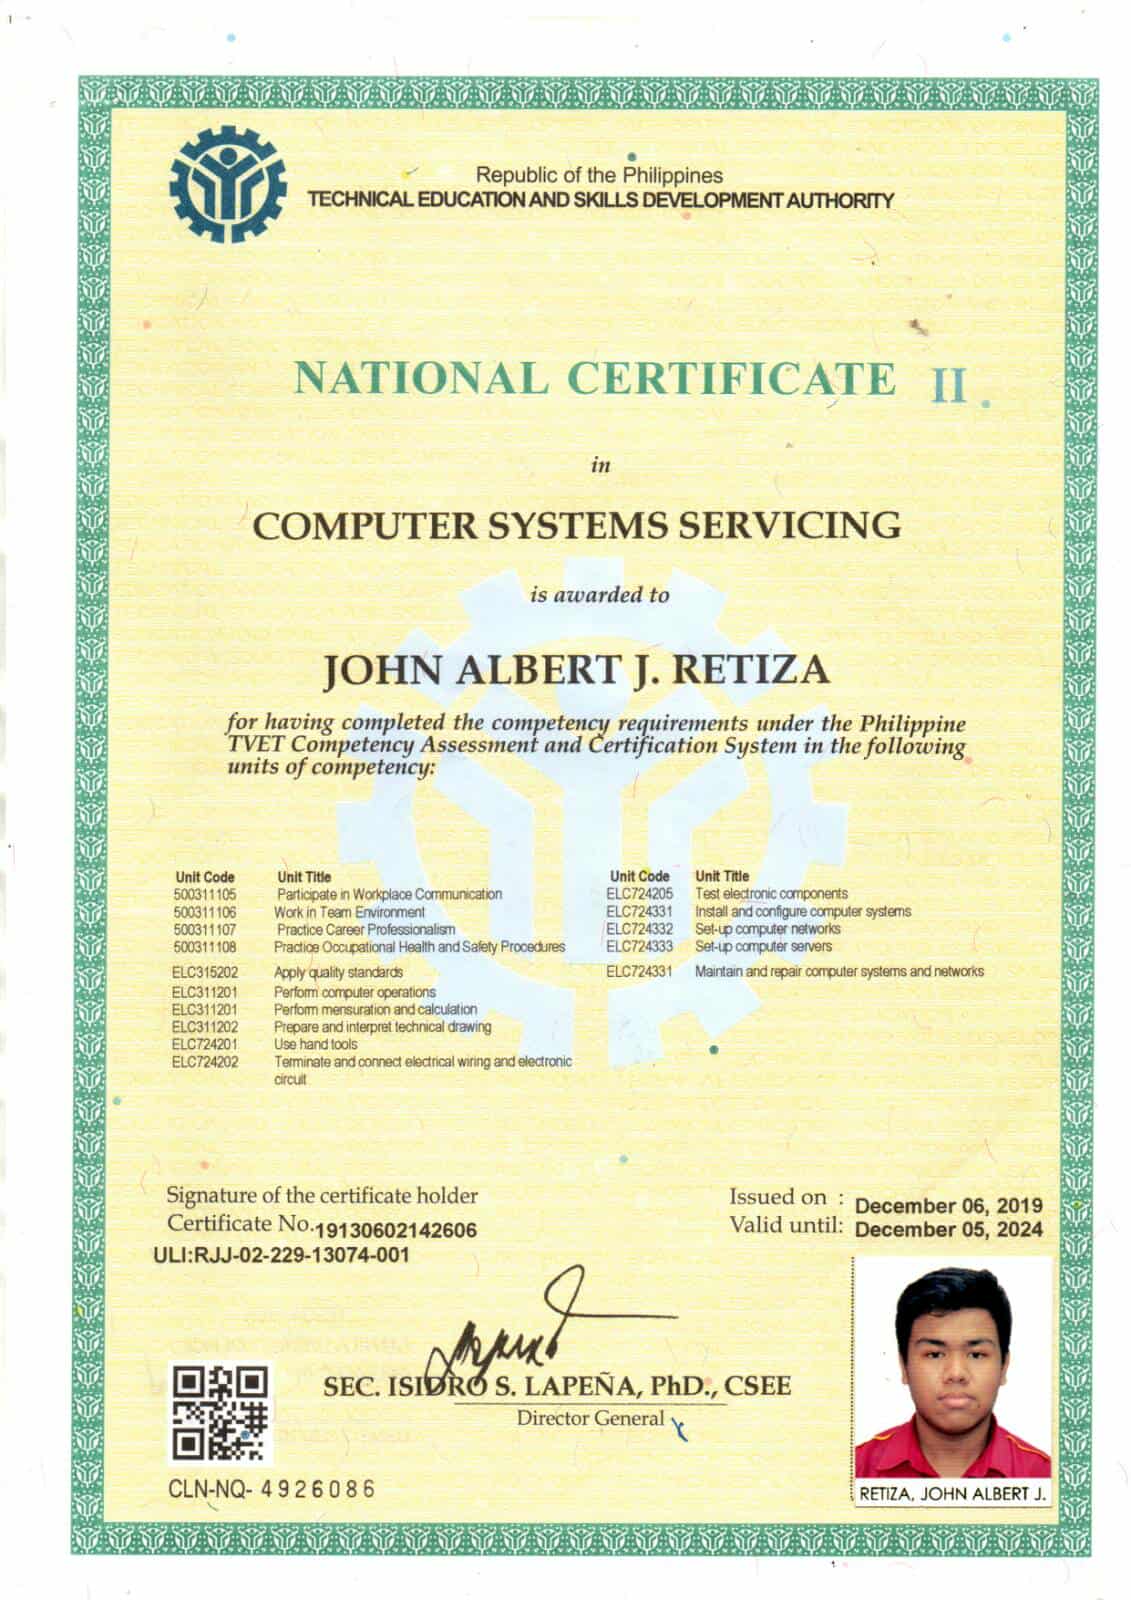 Republic of the Philippines
TECHNICAL EDUCATION AND SKILLS DEVELOPMENT AUTHORITY
NATIONAL CERTIFICATE II
in
COMPUTER SYSTEMS SERVICING
is awarded to
JOHN ALBERT J. RETIZA
for having completed the competency requirements under the Philippine
TVET Competency Assessment and Certification System in the following
units of competency:
Unit Code Unit Title
500311105 Participate in Workplace Communication
500311106 Work in Team Environment
500311107 Practice Career Professionalism
500311108 Practice Occupational Health and Safety Procedures
ELC315202 Apply quality standards
ELC311201 Perform computer operations
ELC311201 Perform mensuration and calculation
ELC311202 Prepare and interpret technical drawing
ELC724201 Use hand tools
ELC724202 Terminate and connect electrical wiring and electronic
circuit
Unit Code Unit Title
ELC724205 Test electronic components
ELC724331 Install and configure computer systems
ELC724332 Set-up computer networks
ELC724333 Set-up computer servers
ELC724331 Maintain and repair computer systems and networks
Signature of the certificate holder
Certificate No.19130602142606
ULI:RJJ-02-229-13074-001
Issued on : December 06, 2019
Valid until: December 05, 2024
SEC. ISIDRO S. LAPEÑA, PhD., CSEE
Director General
CLN-NQ- 4926086
RETIZA, JOHN ALBERT J.